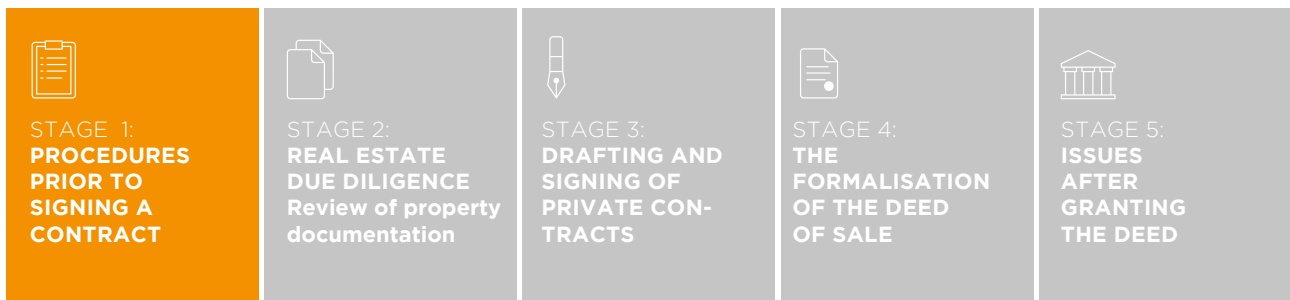 STAGE 1:
PROCEDURES
PRIOR TO
SIGNING A
CONTRACT
STAGE 2:
REAL ESTATE
DUE DILIGENCE
Review of property
documentation
STAGE 3:
DRAFTING AND
SIGNING OF
PRIVATE CON-
TRACTS
STAGE 4:
THE
FORMALISATION
OF THE DEED
OF SALE
STAGE 5:
ISSUES
AFTER
GRANTING
THE DEED